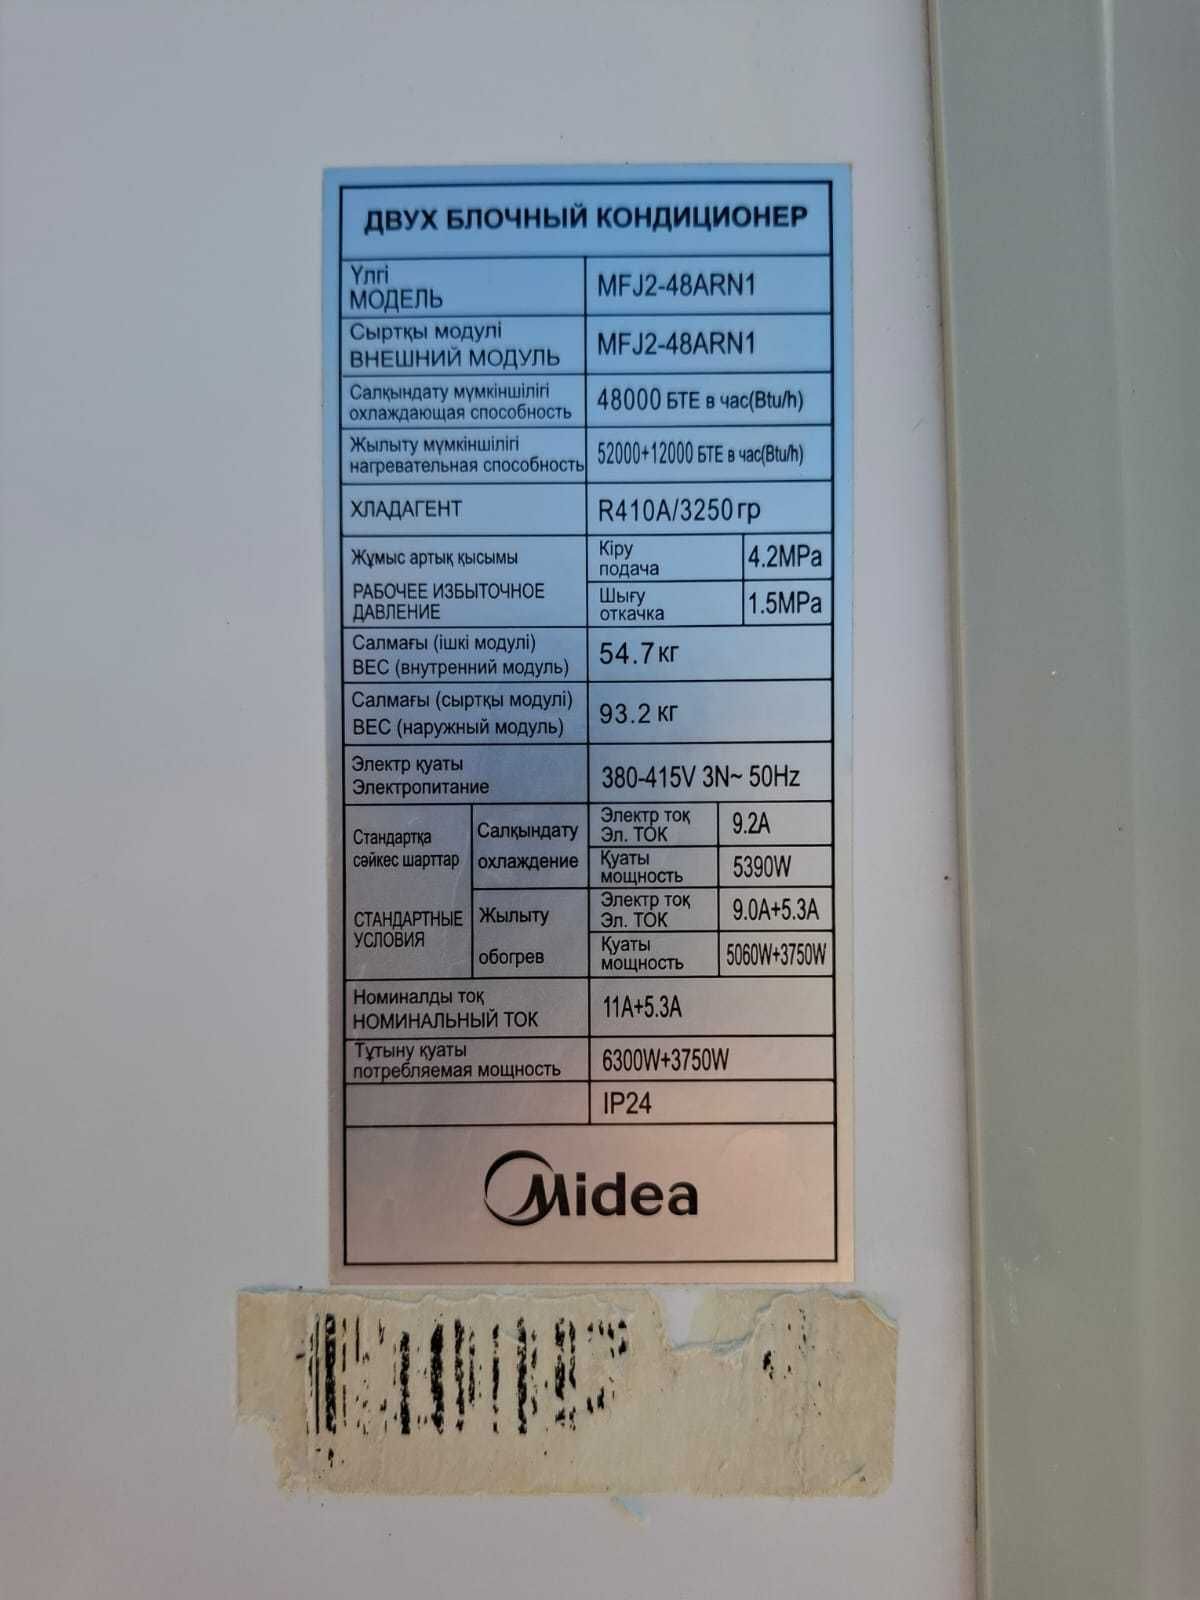 ДВУХ БЛОЧНЫЙ КОНДИЦИОНЕР
Үлгі
МОДЕЛЬ
MFJ2-48ARN1
Сыртқы модулі
ВНЕШНИЙ МОДУЛЬ
MFJ2-48ARN1
Салқындату мүмкіншілігі
охлаждающая способность
48000 БТЕ в час(Btu/h)
Жылыту мүмкіншілігі
нагревательная способность
52000+12000 БТЕ в час(Btu/h)
ХЛАДАГЕНТ
R410A/3250гр
Жұмыс артық қысымы
РАБОЧЕЕ ИЗБЫТОЧНОЕ
ДАВЛЕНИЕ
Кіру
подача
4.2MPa
Шығу
откачка
1.5MPa
Салмағы (ішкі модулі)
ВЕС (внутренний модуль)
54.7кг
Салмағы (сыртқы модулі)
ВЕС (наружный модуль)
93.2 кг
Электр қуаты
Электропитание
380-415V 3N~ 50Hz
Стандартқа
сәйкес шарттар
СТАНДАРТНЫЕ
УСЛОВИЯ
Салқындату
охлаждение
Электр тоқ
Эл. ТОК
9.2A
Қуаты
мощность
5390W
Жылыту
обогрев
Электр тоқ
Эл. ТОК
9.0A+5.3A
Қуаты
мощность
5060W+3750W
Номиналды тоқ
НОМИНАЛЬНЫЙ ТОК
11A+5.3A
Тұтыну қуаты
потребляемая мощность
6300W+3750W
IP24
Midea